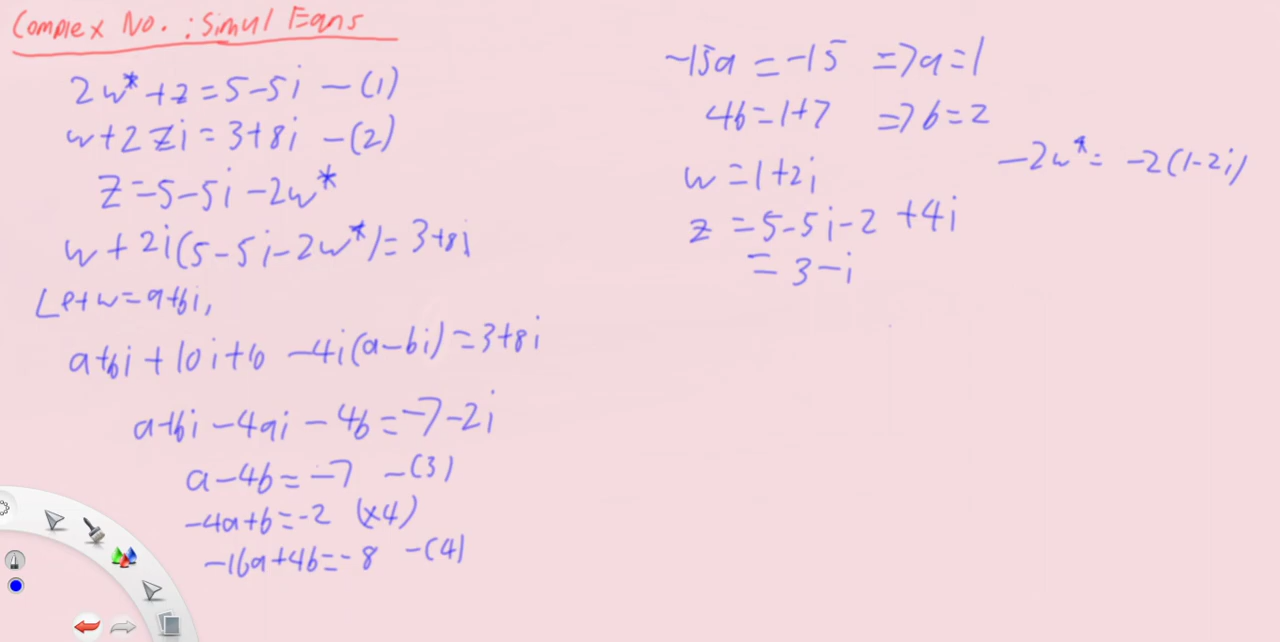 Complex No. : Simul Eqns
2w* + z = 5 - 5i - (1)
w + 2zi = 3 + 8i - (2)
z = 5 - 5i - 2w*
w + 2i(5 - 5i - 2w*) = 3 + 8i
Let w = a + bi,
a + bi + 10i + 10 - 4i(a - bi) = 3 + 8i
a + bi - 4ai - 4b = -7 - 2i
a - 4b = -7 - (3)
-4a + b = -2 (×4)
-16a + 4b = -8 - (4)
-15a = -15 => a = 1
4b = 1 + 7 => b = 2
-2w* = -2(1 - 2i)
w = 1 + 2i
z = 5 - 5i - 2 + 4i
= 3 - i